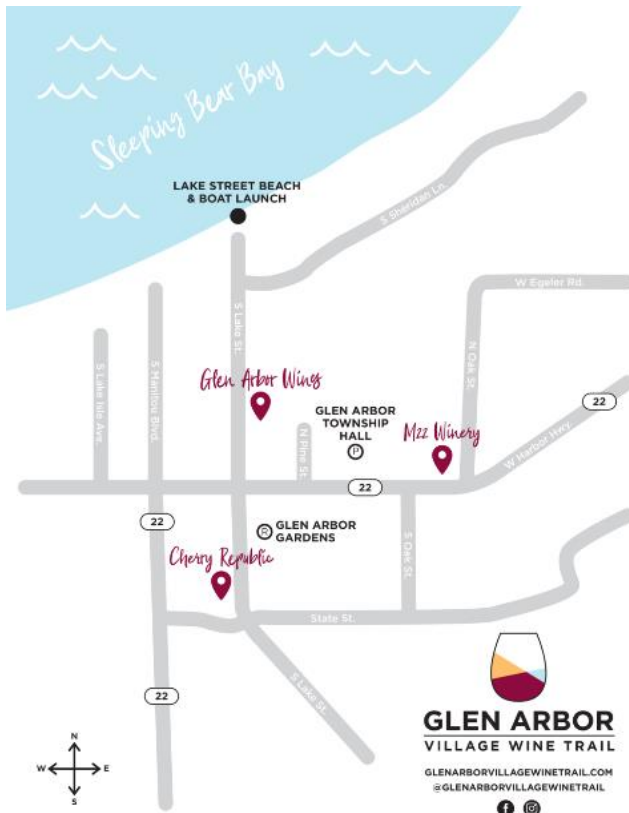 Sleeping Bear Bay
LAKE STREET BEACH
& BOAT LAUNCH
S Sheridan Ln.
W Egeler Rd.
S Lake St.
S Manitou Blvd.
S Lake Isle Ave.
N Oak St.
Glen Arbor Wines
GLEN ARBOR
TOWNSHIP
HALL
P
N Pine St.
M22 Winery
22
W Harbor Hwy.
22
22
R
GLEN ARBOR
GARDENS
S Oak St.
Cherry Republic
State St.
22
S Lake St.
N
W
E
S
GLEN ARBOR
VILLAGE WINE TRAIL
GLENARBORVILLAGEWINETRAIL.COM
@GLENARBORVILLAGEWINETRAIL
f